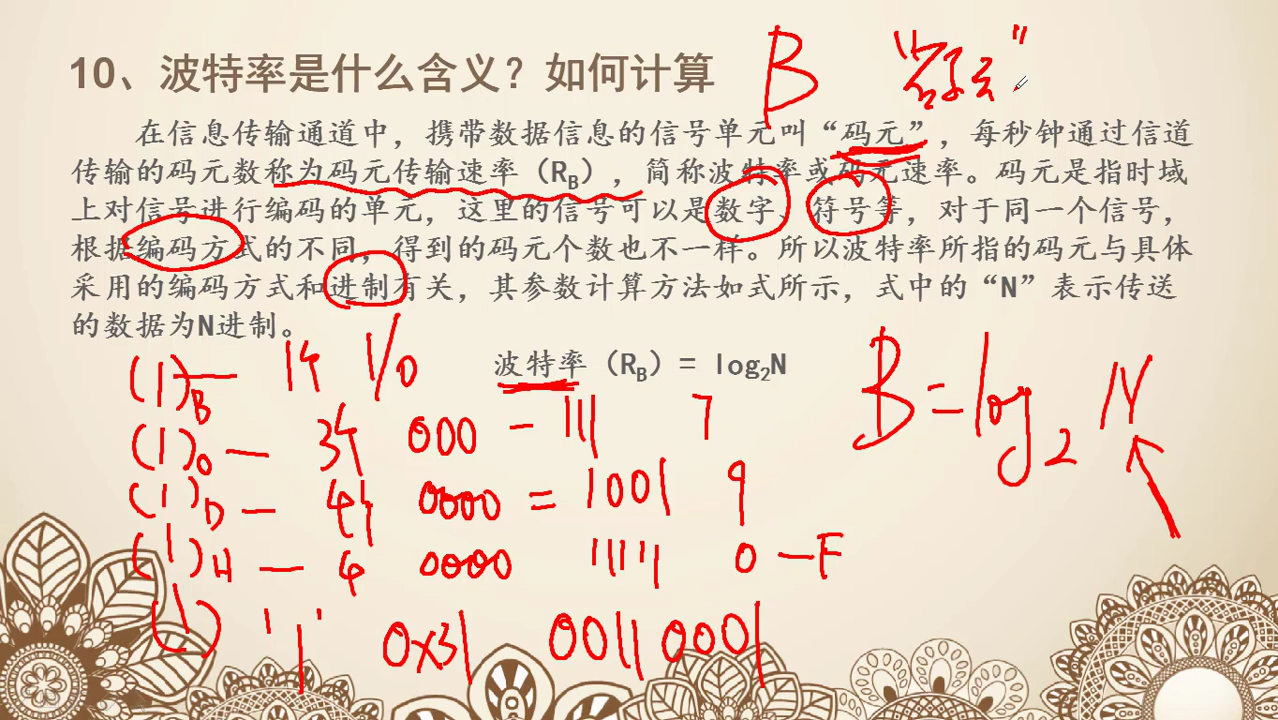 10、波特率是什么含义？如何计算
B
在信息传输通道中，携带数据信息的信号单元叫“码元”，每秒钟通过信道
传输的码元数称为码元传输速率（RB），简称波特率或码元速率。码元是指时域
上对信号进行编码的单元，这里的信号可以是数字、符号等，对于同一个信号，
根据编码方式的不同，得到的码元个数也不一样。所以波特率所指的码元与具体
采用的编码方式和进制有关，其参数计算方法如式所示，式中的“N”表示传送
的数据为N进制。
波特率（RB）= log2N
B=log2 N
(1)B — 1个 1/0
(1)O — 3个 000 - 111 7
(1)D — 4个 0000 = 1001 9
(1)H — 4 0000 1111 0 — F
(1) '1' 0x31 0011 0001